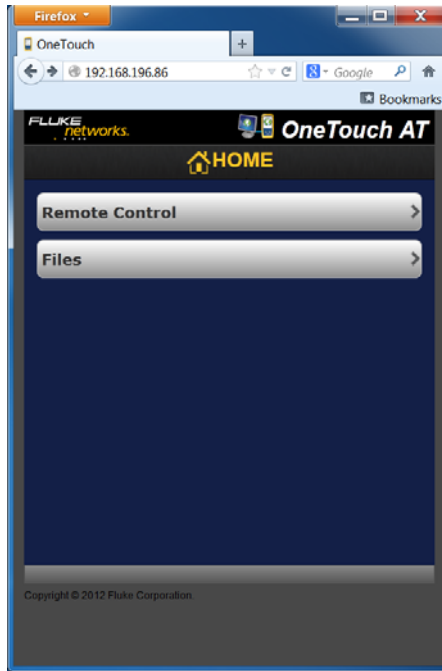 Firefox
OneTouch
192.168.196.86
Google
Bookmarks
FLUKE
networks.
OneTouch AT
HOME
Remote Control
Files
Copyright © 2012 Fluke Corporation.